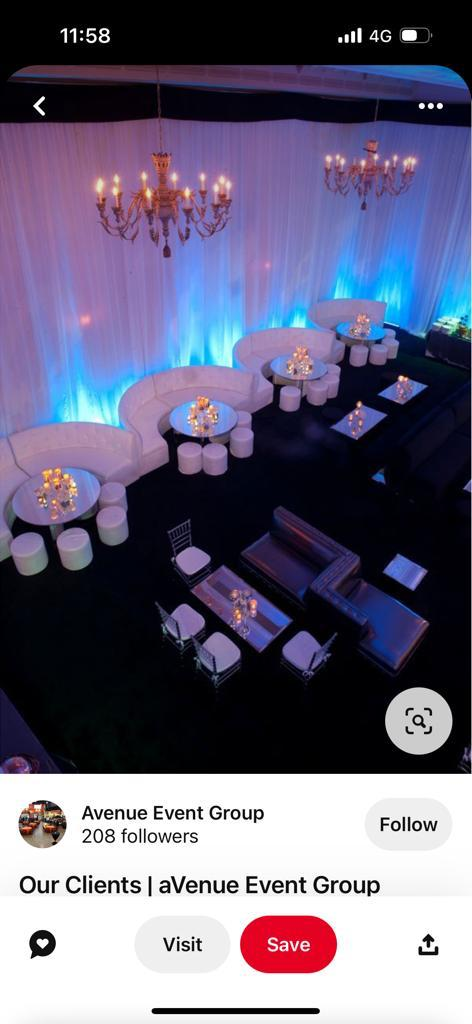 11:58
4G
Avenue Event Group
208 followers
Follow
Our Clients | aVenue Event Group
Visit
Save